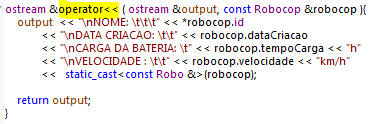 ostream &operator<< ( ostream &output, const Robocop &robocop ){
output << "\nNOME: \t\t\t" << *robocop.id
<< "\nDATA CRIACAO: \t\t" << robocop.dataCriacao
<< "\nCARGA DA BATERIA: \t" << robocop.tempoCarga << "h"
<< "\nVELOCIDADE : \t\t" << robocop.velocidade << "km/h"
<< static_cast<const Robo &>(robocop);
return output;
}